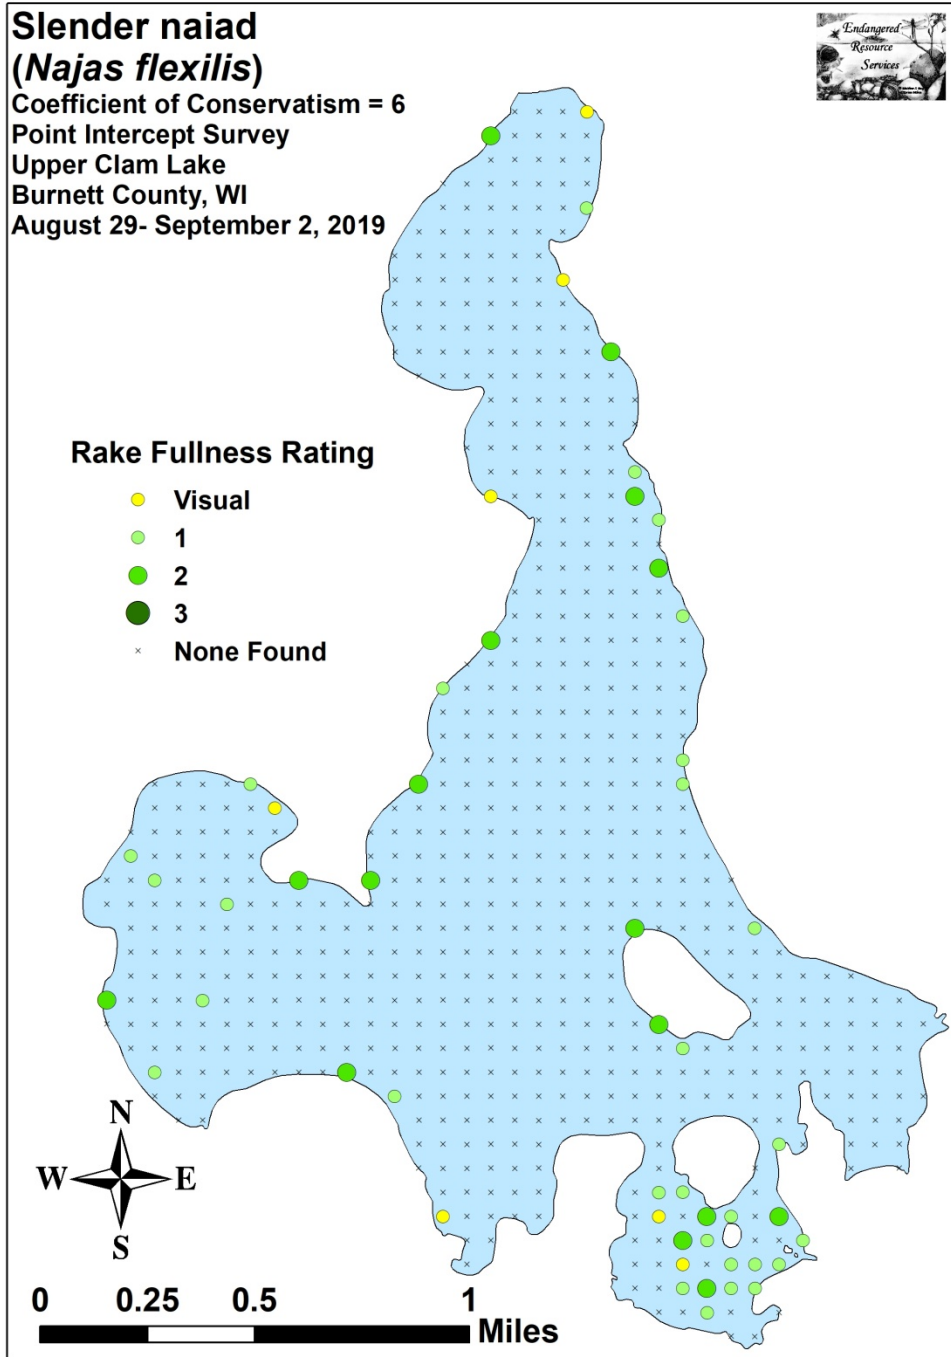 Slender naiad
(Najas flexilis)
Coefficient of Conservatism = 6
Point Intercept Survey
Upper Clam Lake
Burnett County, WI
August 29- September 2, 2019
Endangered
Resource
Services
Rake Fullness Rating
Visual
1
2
3
None Found
N
W E
S
0 0.25 0.5 1
Miles